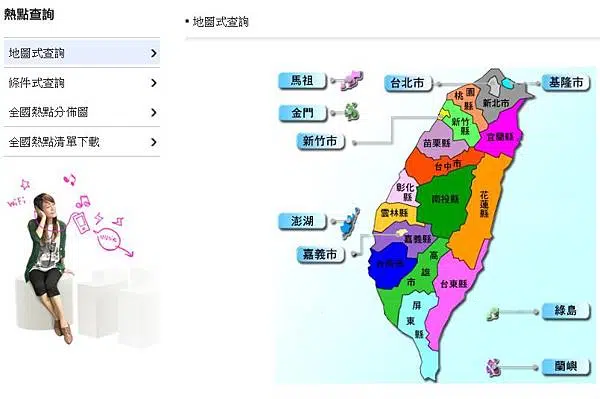 熱點查詢
地圖式查詢
條件式查詢
全國熱點分佈圖
全國熱點清單下載
WiFi
MUSIC
▪ 地圖式查詢
馬祖
台北市
基隆市
金門
新竹市
桃園縣
新北市
新竹縣
宜蘭縣
苗栗縣
台中市
彰化縣
南投縣
花蓮縣
雲林縣
澎湖
嘉義縣
嘉義市
台南市
高雄市
台東縣
屏東縣
綠島
蘭嶼